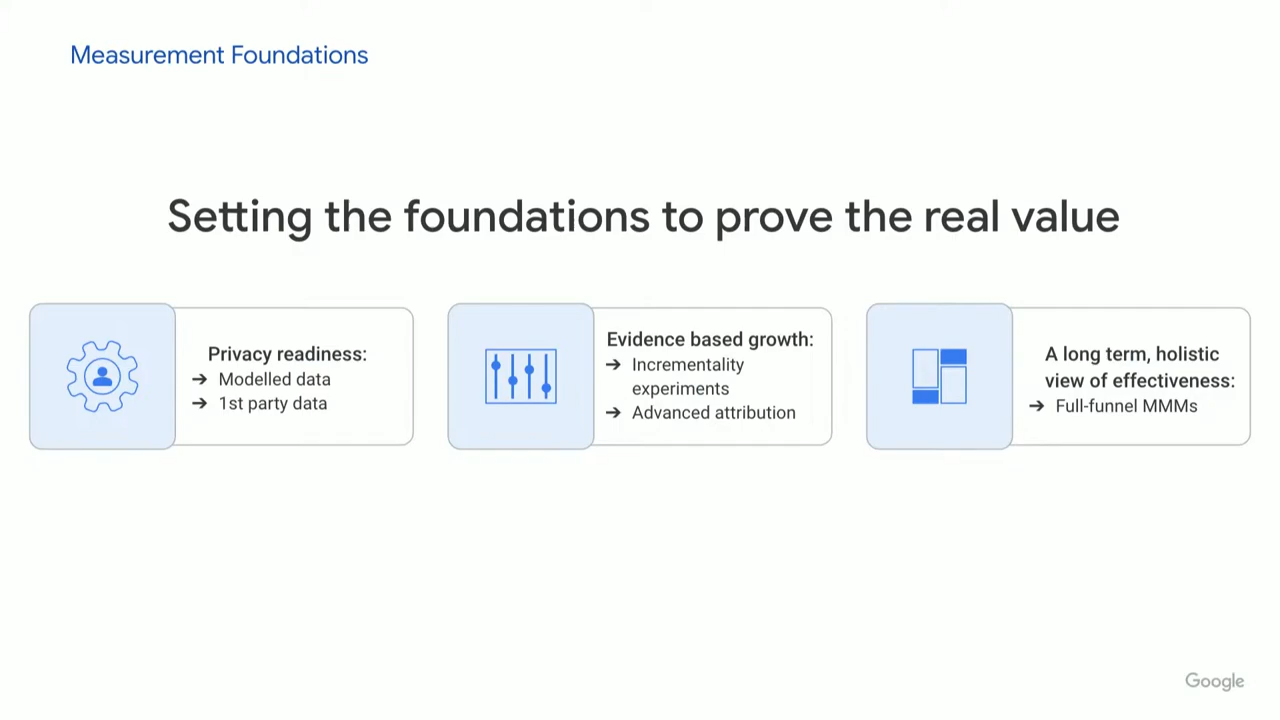 Measurement Foundations
Setting the foundations to prove the real value
Privacy readiness:
➔ Modelled data
➔ 1st party data
Evidence based growth:
➔ Incrementality
experiments
➔ Advanced attribution
A long term, holistic
view of effectiveness:
➔ Full-funnel MMMs
Google